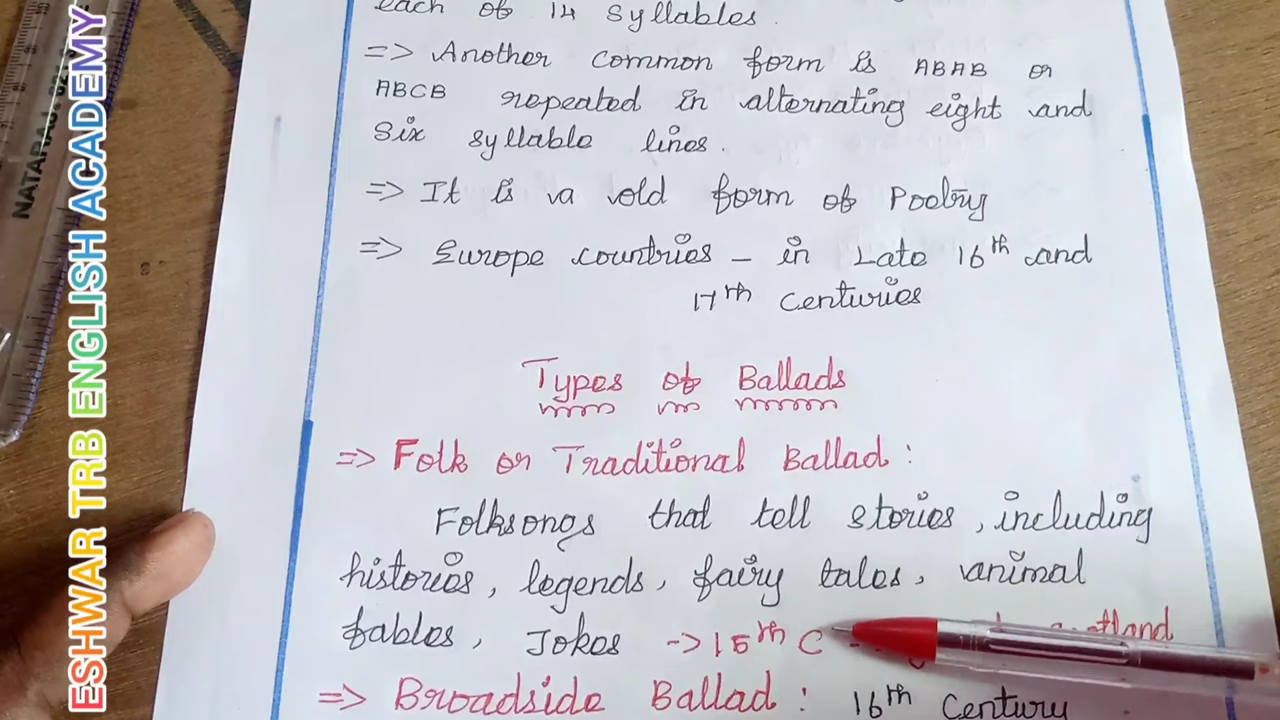 each of 14 syllables.
=> Another common form is ABAB or
ABCB repeated in alternating eight and
six syllable lines.
=> It is a old form of Poetry
=> Europe countries - in Late 16th and
17th Centuries
Types of Ballads
=> Folk or Traditional Ballad :
Folksongs that tell stories, including
histories, legends, fairy tales, animal
fables, Jokes -> 15th C
=> Broadside Ballad : 16th Century
ESHWAR TRB ENGLISH ACADEMY
NATARAJ